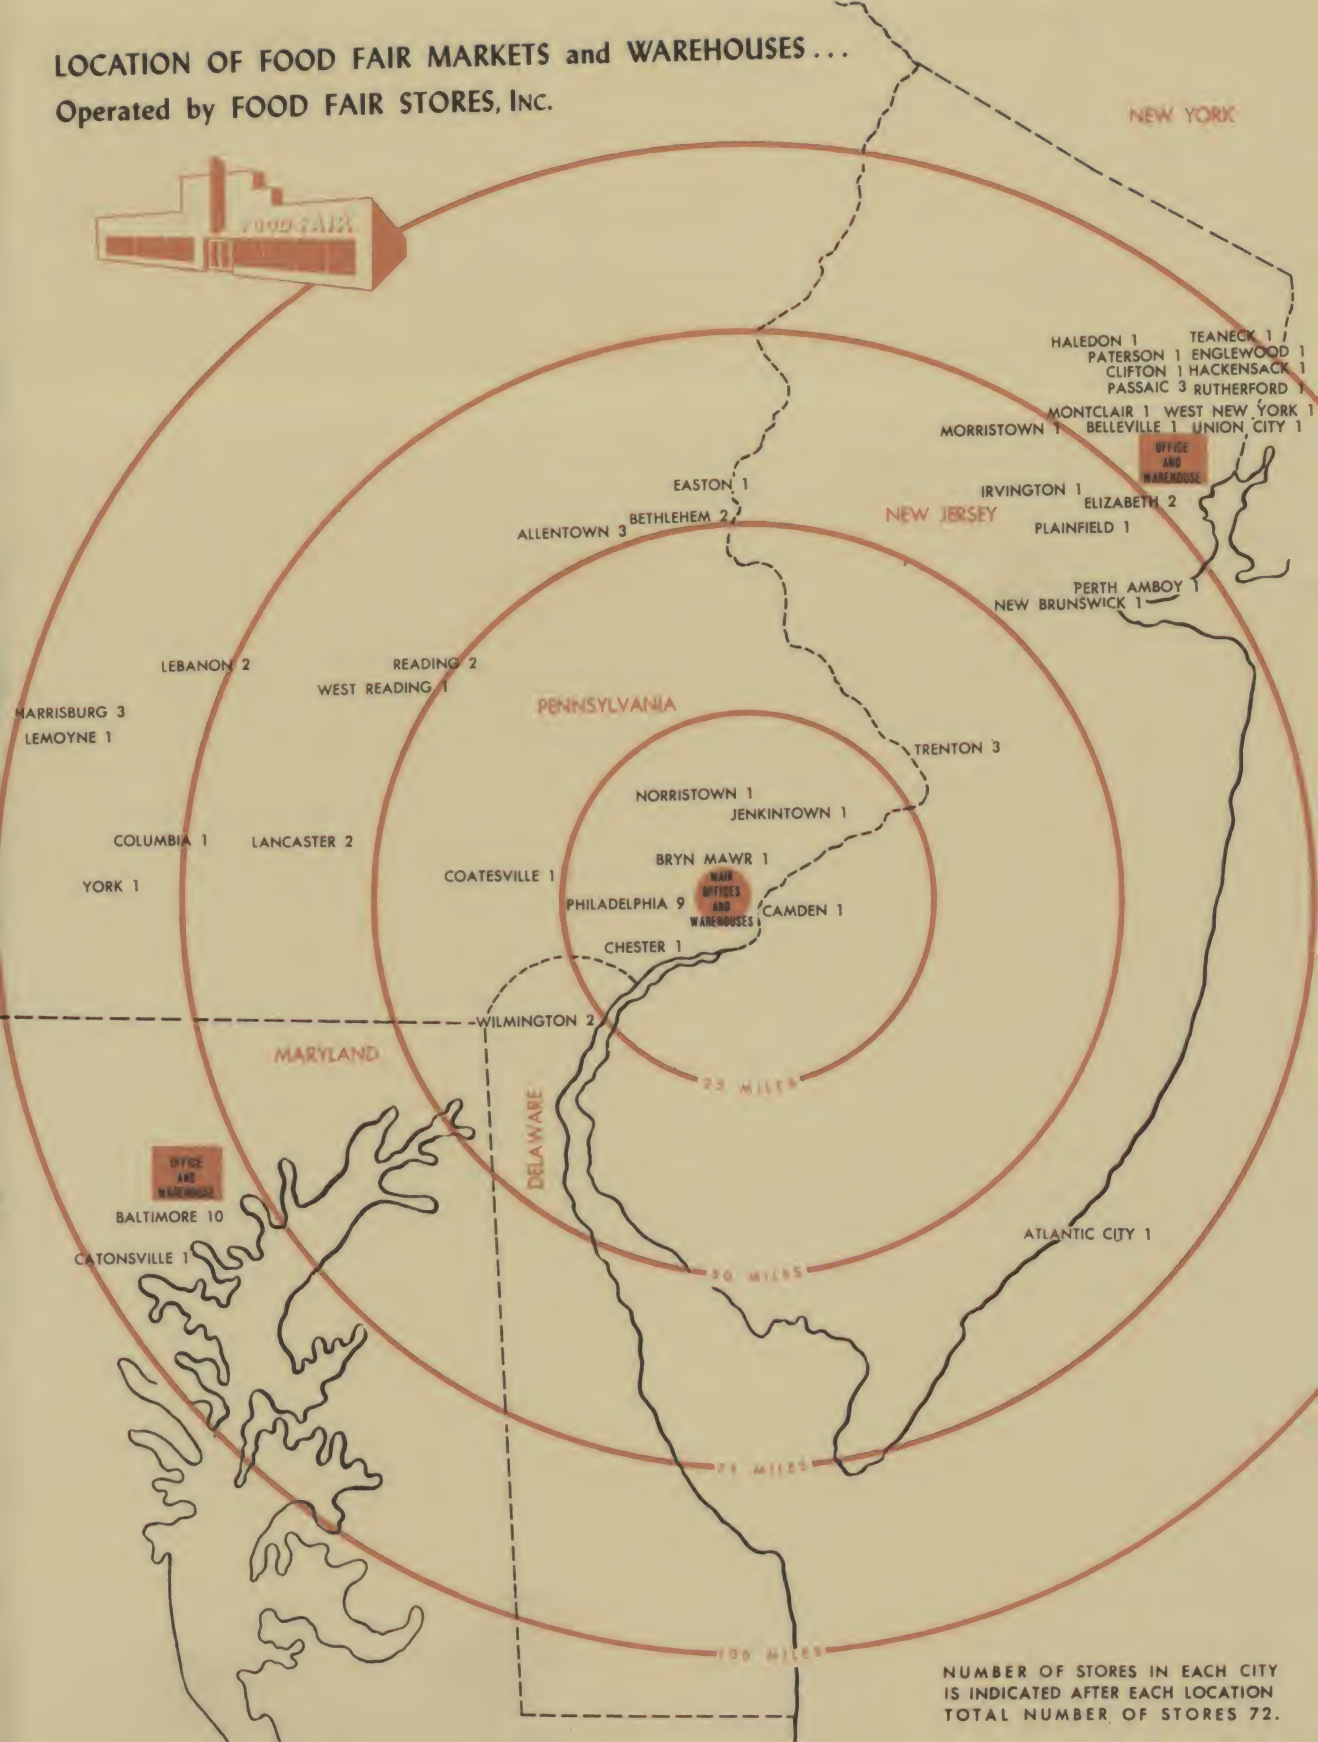 LOCATION OF FOOD FAIR MARKETS and WAREHOUSES...
Operated by FOOD FAIR STORES, INC.
NEW YORK
FOOD FAIR
HALEDON 1
TEANECK 1
PATERSON 1
ENGLEWOOD 1
CLIFTON 1
HACKENSACK 1
PASSAIC 3
RUTHERFORD 1
MONTCLAIR 1
WEST NEW YORK 1
MORRISTOWN 1
BELLEVILLE 1
UNION CITY 1
OFFICE
AND
WAREHOUSE
EASTON 1
IRVINGTON 1
ELIZABETH 2
BETHLEHEM 2
NEW JERSEY
ALLENTOWN 3
PLAINFIELD 1
PERTH AMBOY 1
NEW BRUNSWICK 1
LEBANON 2
READING 2
WEST READING 1
PENNSYLVANIA
HARRISBURG 3
LEMOYNE 1
TRENTON 3
NORRISTOWN 1
JENKINTOWN 1
COLUMBIA 1
LANCASTER 2
BRYN MAWR 1
YORK 1
COATESVILLE 1
MAIN
OFFICES
AND
WAREHOUSES
PHILADELPHIA 9
CAMDEN 1
CHESTER 1
WILMINGTON 2
MARYLAND
25 MILES
DELAWARE
OFFICE
AND
WAREHOUSE
BALTIMORE 10
ATLANTIC CITY 1
CATONSVILLE 1
50 MILES
75 MILES
100 MILES
NUMBER OF STORES IN EACH CITY
IS INDICATED AFTER EACH LOCATION
TOTAL NUMBER OF STORES 72.